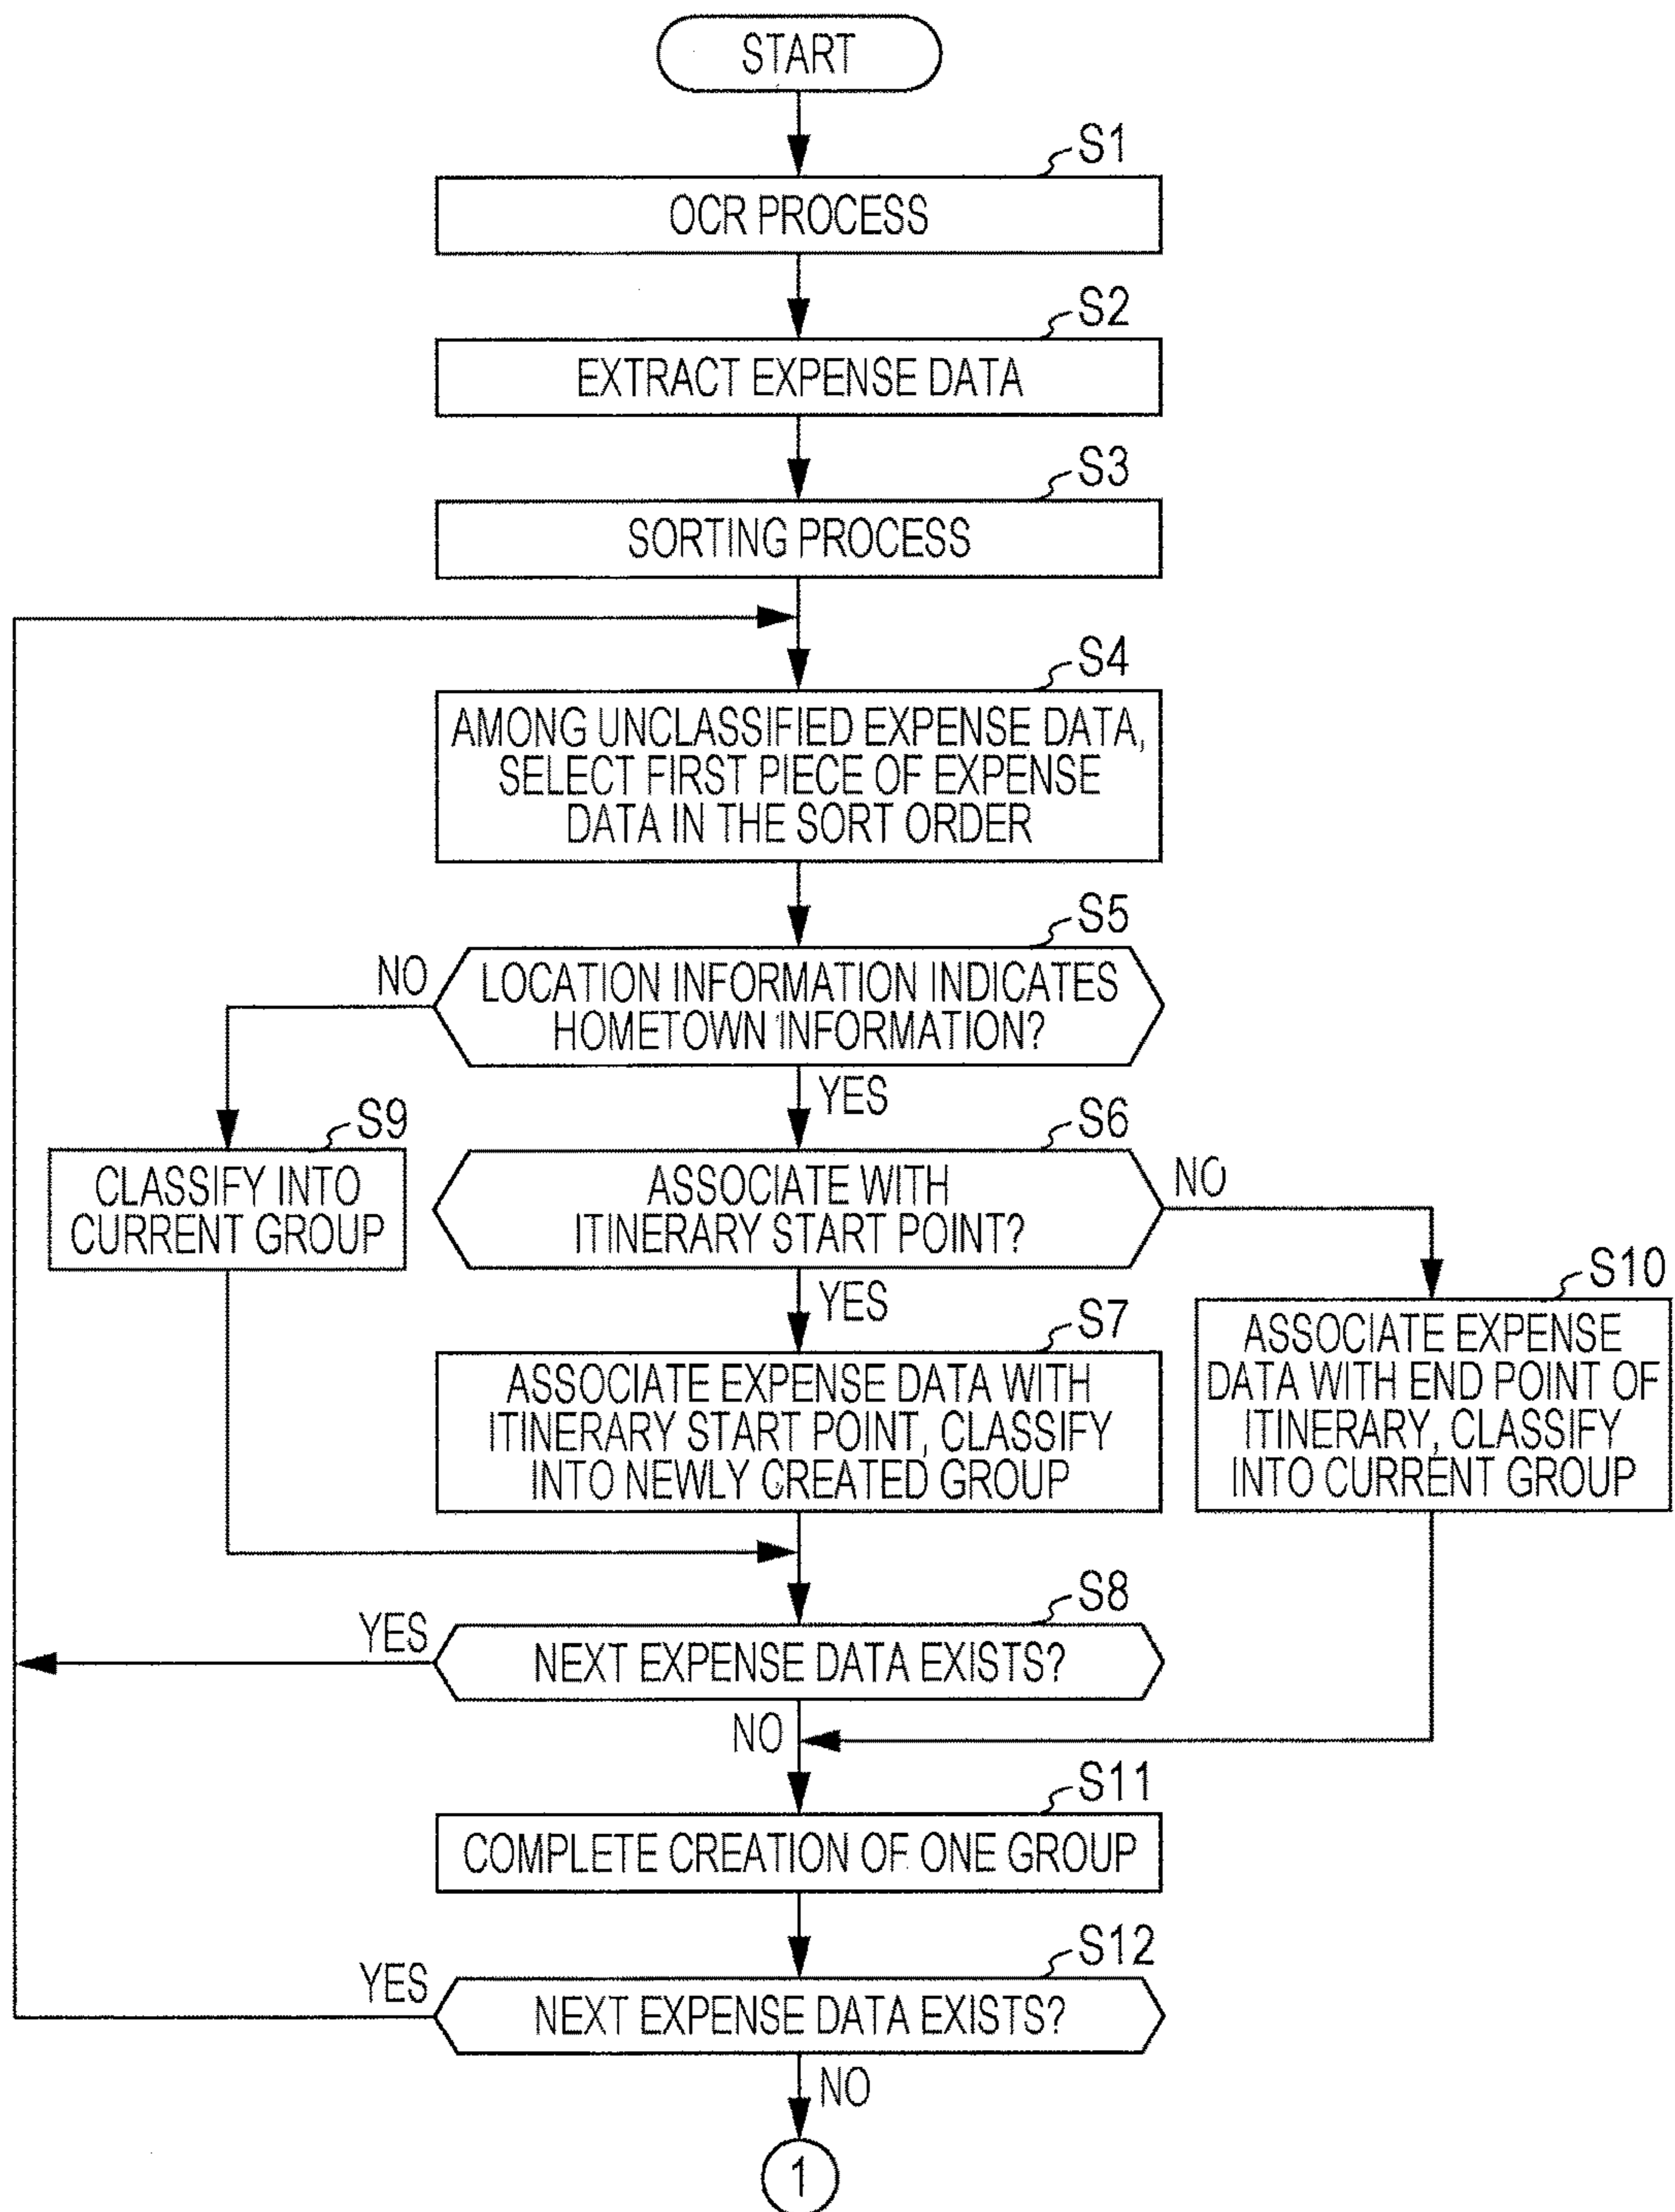 START
S1
OCR PROCESS
S2
EXTRACT EXPENSE DATA
S3
SORTING PROCESS
S4
AMONG UNCLASSIFIED EXPENSE DATA,
SELECT FIRST PIECE OF EXPENSE
DATA IN THE SORT ORDER
S5
NO
LOCATION INFORMATION INDICATES
HOMETOWN INFORMATION?
YES
S9
CLASSIFY INTO
CURRENT GROUP
S6
ASSOCIATE WITH
ITINERARY START POINT?
NO
YES
S10
ASSOCIATE EXPENSE
DATA WITH END POINT OF
ITINERARY, CLASSIFY
INTO CURRENT GROUP
S7
ASSOCIATE EXPENSE DATA WITH
ITINERARY START POINT, CLASSIFY
INTO NEWLY CREATED GROUP
S8
YES
NEXT EXPENSE DATA EXISTS?
NO
S11
COMPLETE CREATION OF ONE GROUP
S12
YES
NEXT EXPENSE DATA EXISTS?
NO
1